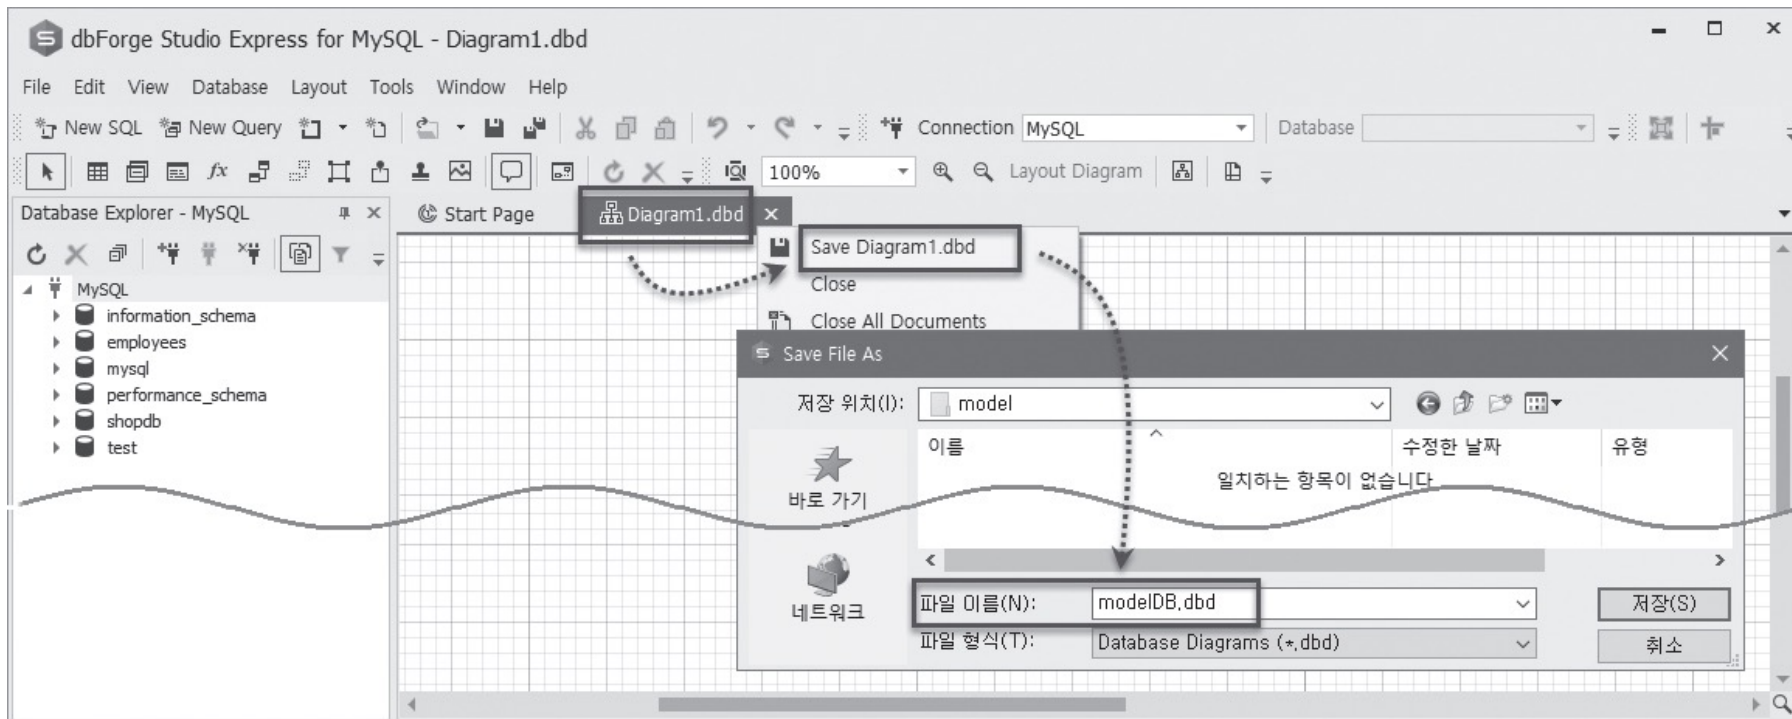 dbForge Studio Express for MySQL - Diagram1.dbd
File Edit View Database Layout Tools Window Help
New SQL New Query Connection MySQL Database
fx 100% Layout Diagram
Database Explorer - MySQL
Start Page
Diagram1.dbd
MySQL
information_schema
employees
mysql
performance_schema
shopdb
test
Save Diagram1.dbd
Close
Close All Documents
Save File As
저장 위치(I): model
이름 수정한 날짜 유형
일치하는 항목이 없습니다
바로 가기
네트워크
파일 이름(N): modelDB.dbd 저장(S)
파일 형식(T): Database Diagrams (*.dbd) 취소